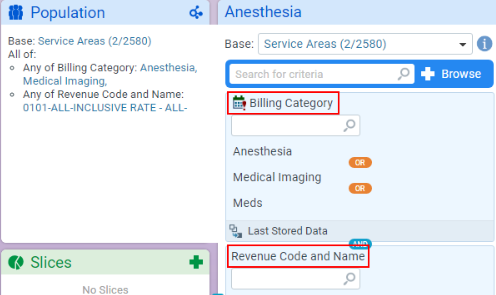 Population
Base: Service Areas (2/2580)
All of:
Any of Billing Category: Anesthesia,
Medical Imaging,
Any of Revenue Code and Name:
0101-ALL-INCLUSIVE RATE - ALL-
Slices
No Slices
Anesthesia
Base: Service Areas (2/2580)
Search for criteria
Browse
Billing Category
Anesthesia
OR
Medical Imaging
OR
Meds
Last Stored Data
AND
Revenue Code and Name